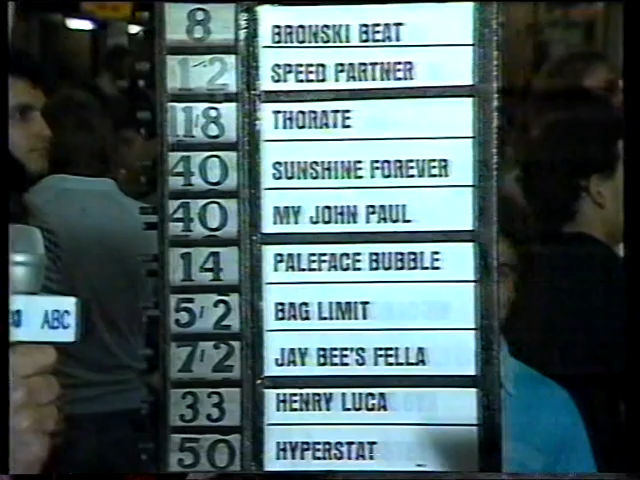 8 BRONSKI BEAT
12 SPEED PARTNER
118 THORATE
40 SUNSHINE FOREVER
40 MY JOHN PAUL
14 PALEFACE BUBBLE
5/2 BAG LIMIT
7/2 JAY BEE'S FELLA
33 HENRY LUCA
50 HYPERSTAT
ABC